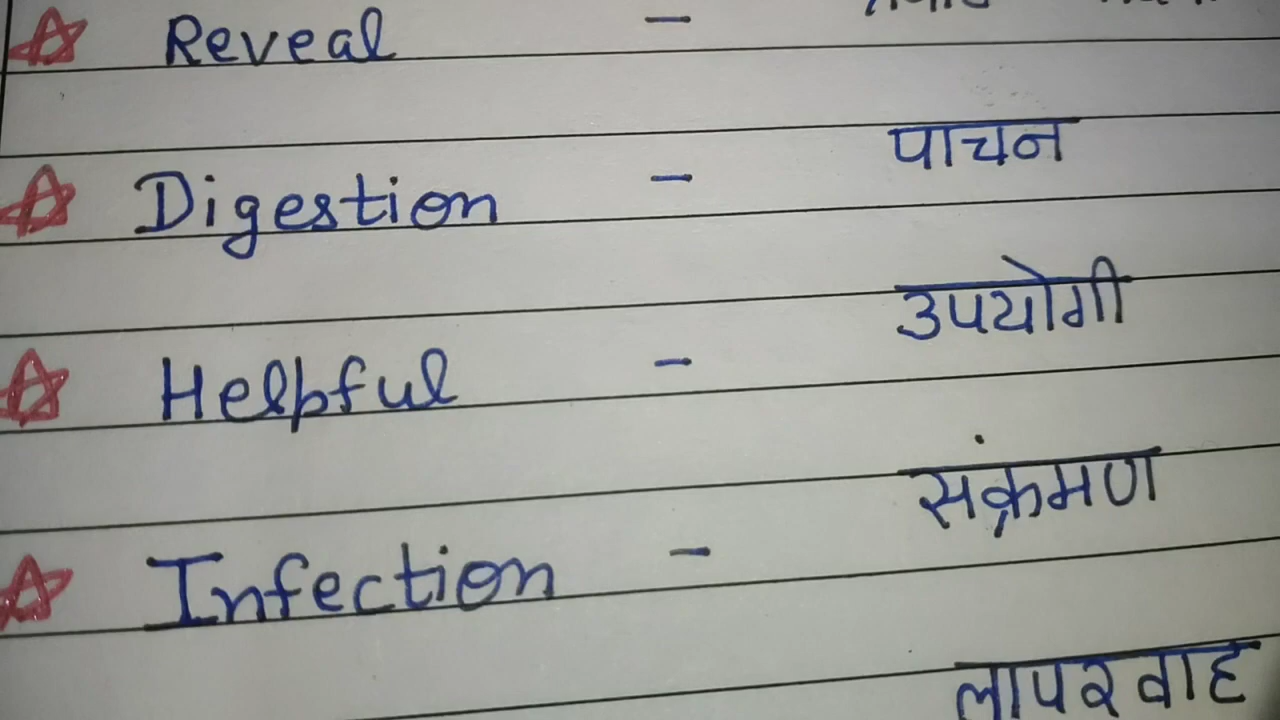 Reveal -
Digestion - पाचन
Helpful - उपयोगी
Infection - संक्रमण
लापरवाह